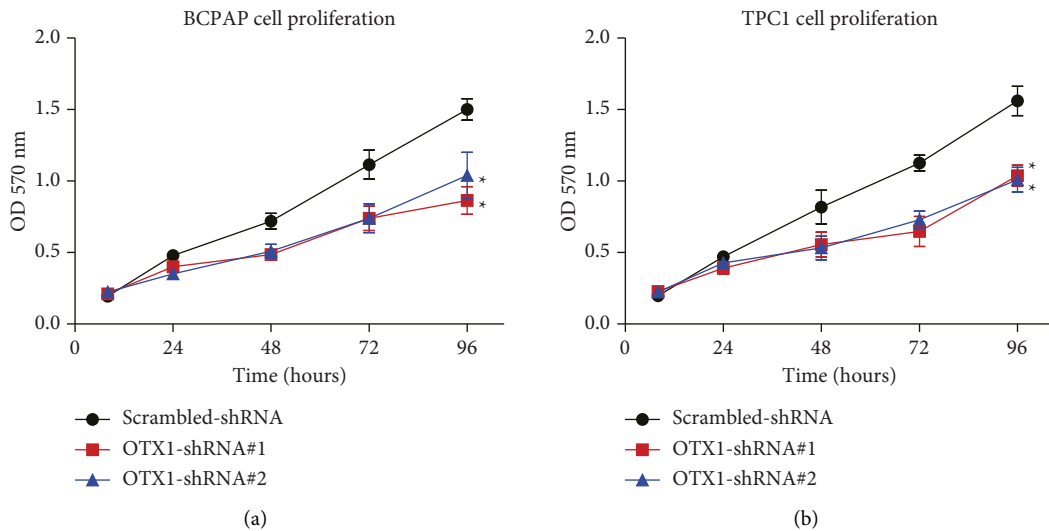 BCPAP cell proliferation
2.0
1.5
1.0
0.5
0.0
OD 570 nm
*
*
0 24 48 72 96
Time (hours)
Scrambled-shRNA
OTX1-shRNA#1
OTX1-shRNA#2
(a)
TPC1 cell proliferation
2.0
1.5
1.0
0.5
0.0
OD 570 nm
*
*
0 24 48 72 96
Time (hours)
Scrambled-shRNA
OTX1-shRNA#1
OTX1-shRNA#2
(b)